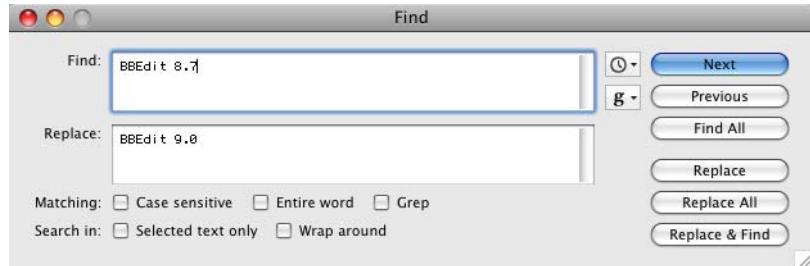 Find
Find: BBEdit 8.7
Next
g
Previous
Find All
Replace: BBEdit 9.0
Replace
Matching: Case sensitive Entire word Grep
Replace All
Search in: Selected text only Wrap around
Replace & Find